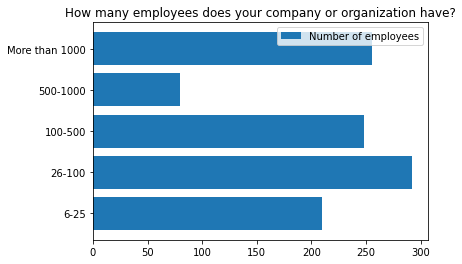 How many employees does your company or organization have?
Number of employees
More than 1000
500-1000
100-500
26-100
6-25
0 50 100 150 200 250 300